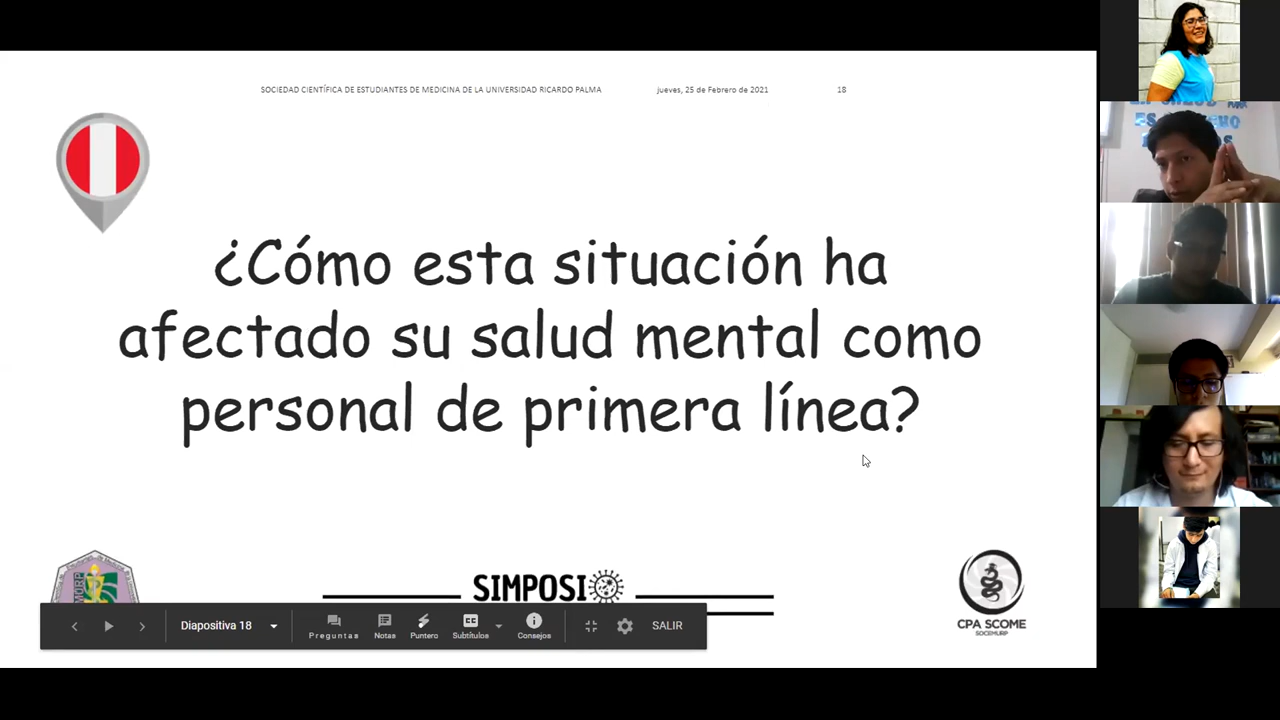 SOCIEDAD CIENTÍFICA DE ESTUDIANTES DE MEDICINA DE LA UNIVERSIDAD RICARDO PALMA jueves, 25 de Febrero de 2021 18
¿Cómo esta situación ha
afectado su salud mental como
personal de primera línea?
SIMPOSI
CPA SCOME
SOCEMURP
Diapositiva 18
Preguntas Notas Puntero Subtítulos Consejos
SALIR
CC